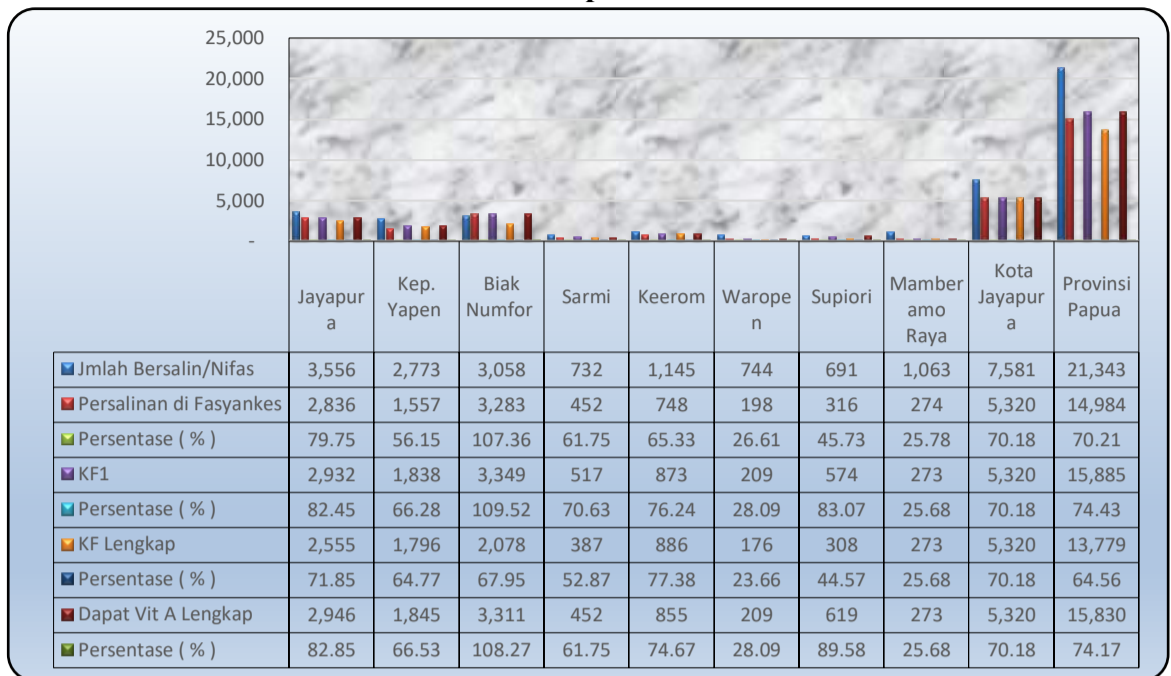 25,000
20,000
15,000
10,000
5,000
-
Jayapura Kep. Yapen Biak Numfor Sarmi Keerom Waropen Supiori Mamberamo Raya Kota Jayapura Provinsi Papua
Jmlah Bersalin/Nifas 3,556 2,773 3,058 732 1,145 744 691 1,063 7,581 21,343
Persalinan di Fasyankes 2,836 1,557 3,283 452 748 198 316 274 5,320 14,984
Persentase ( % ) 79.75 56.15 107.36 61.75 65.33 26.61 45.73 25.78 70.18 70.21
KF1 2,932 1,838 3,349 517 873 209 574 273 5,320 15,885
Persentase ( % ) 82.45 66.28 109.52 70.63 76.24 28.09 83.07 25.68 70.18 74.43
KF Lengkap 2,555 1,796 2,078 387 886 176 308 273 5,320 13,779
Persentase ( % ) 71.85 64.77 67.95 52.87 77.38 23.66 44.57 25.68 70.18 64.56
Dapat Vit A Lengkap 2,946 1,845 3,311 452 855 209 619 273 5,320 15,830
Persentase ( % ) 82.85 66.53 108.27 61.75 74.67 28.09 89.58 25.68 70.18 74.17